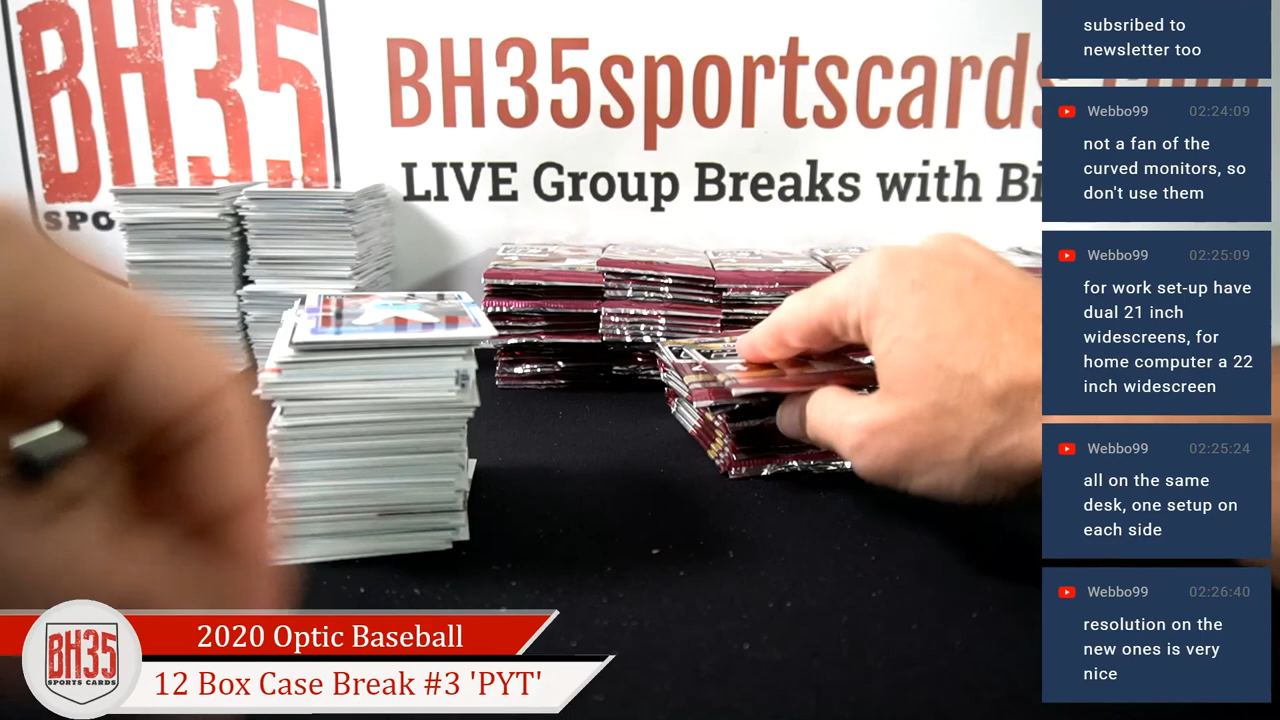 BH35
SPO
BH35sportscards.com
LIVE Group Breaks with Bi
subsribed to
newsletter too
Webbo99 02:24:09
not a fan of the
curved monitors, so
don't use them
Webbo99 02:25:09
for work set-up have
dual 21 inch
widescreens, for
home computer a 22
inch widescreen
Webbo99 02:25:24
all on the same
desk, one setup on
each side
Webbo99 02:26:40
resolution on the
new ones is very
nice
2020 Optic Baseball
12 Box Case Break #3 'PYT'
BH35
SPORTS CARDS